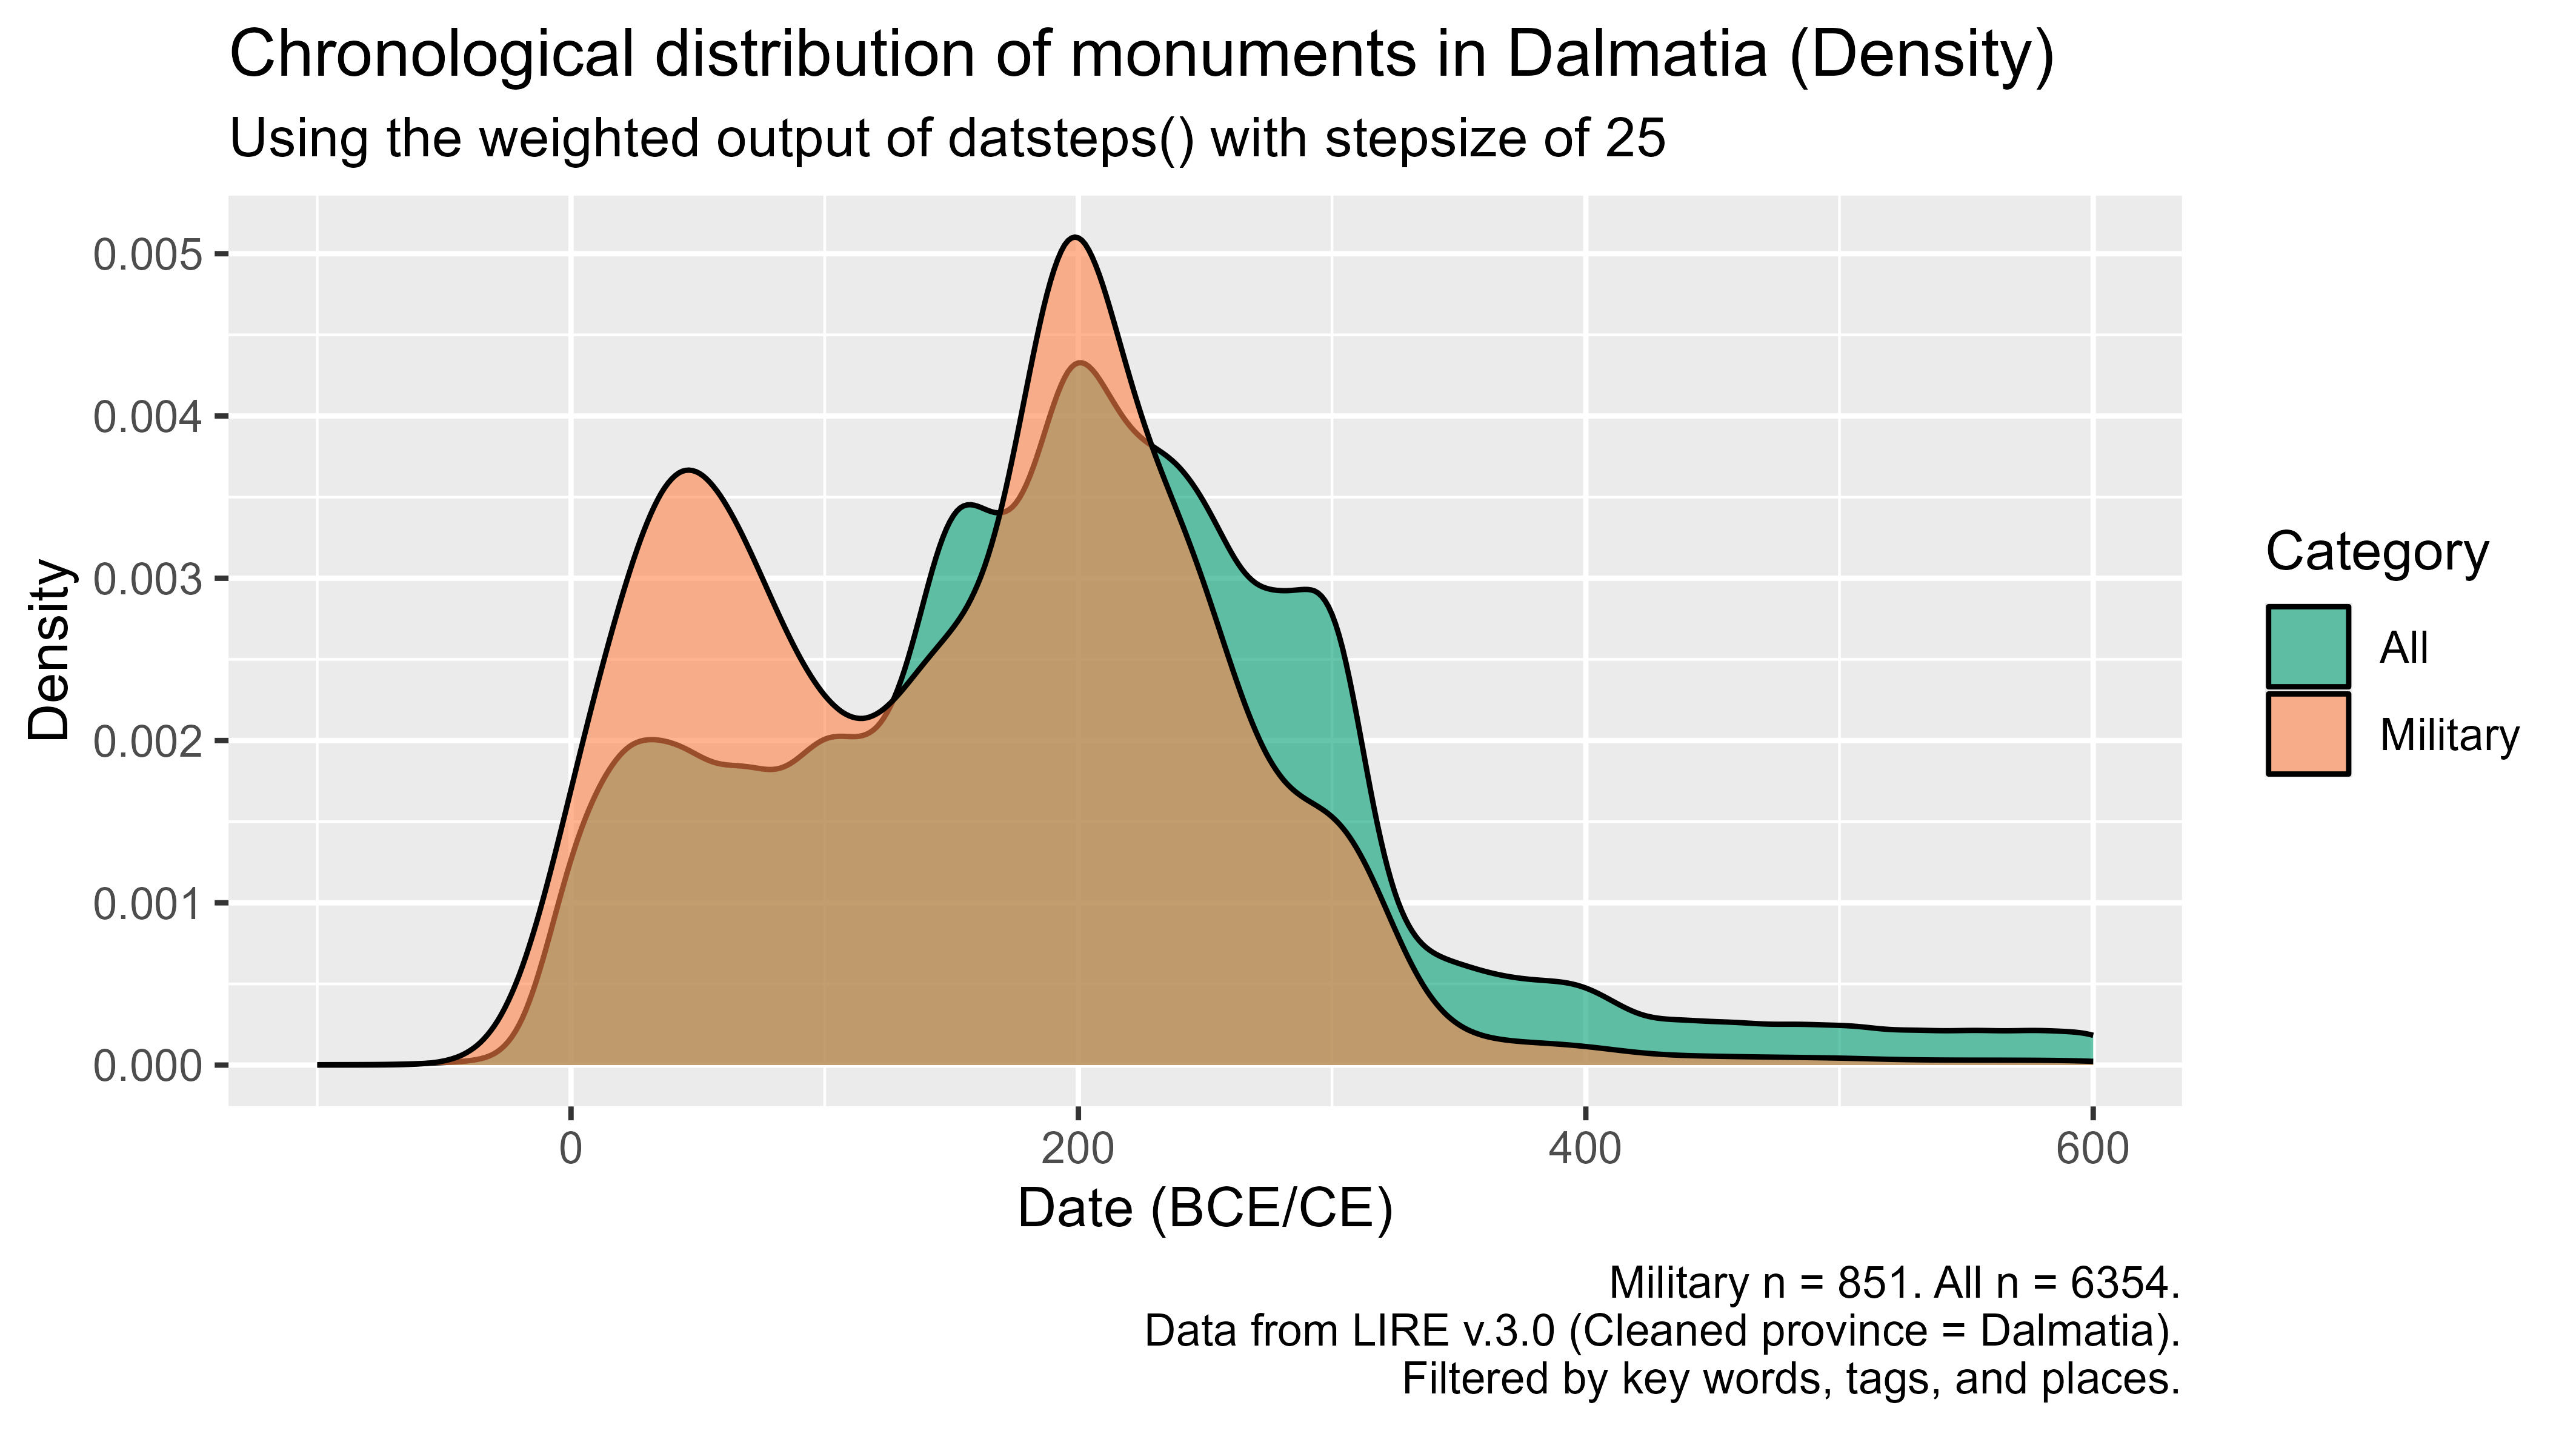 Chronological distribution of monuments in Dalmatia (Density)
Using the weighted output of datsteps() with stepsize of 25
Density
0.005
0.004
0.003
0.002
0.001
0.000
0
200
400
600
Date (BCE/CE)
Category
All
Military
Military n = 851. All n = 6354.
Data from LIRE v.3.0 (Cleaned province = Dalmatia).
Filtered by key words, tags, and places.